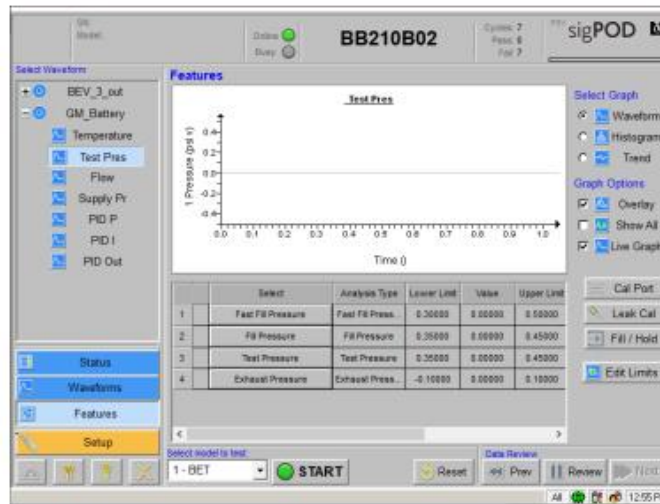 S/N:
Model:
Online
Busy
BB210B02
Cycles: 7
Pass: 0
Fail: 7
sigPOD
Select Waveform
BEV_3_out
GM_Battery
Temperature
Test Pres
Flow
Supply Pr
PID P
PID I
PID Out
Status
Waveforms
Features
Setup
Features
Test Pres
1 Pressure (psi v)
0.4
0.2
0.0
-0.2
-0.4
0.0 0.1 0.2 0.3 0.4 0.5 0.6 0.7 0.8 0.9 1.0
Time ()
Select Analysis Type Lower Limit Value Upper Limit
1 Fast Fill Pressure Fast Fill Press... 0.30000 0.00000 0.50000
2 Fill Pressure Fill Pressure 0.35000 0.00000 0.45000
3 Test Pressure Test Pressure 0.35000 0.00000 0.45000
4 Exhaust Pressure Exhaust Press... -0.10000 0.00000 0.10000
Select Graph
Waveform
Histogram
Trend
Graph Options
Overlay
Show All
Live Graph
Cal Port
Leak Cal
Fill / Hold
Edit Limits
Select model to test:
1 - BET
START
Reset
Data Review
Prev
Review
Next
All
12:55 P